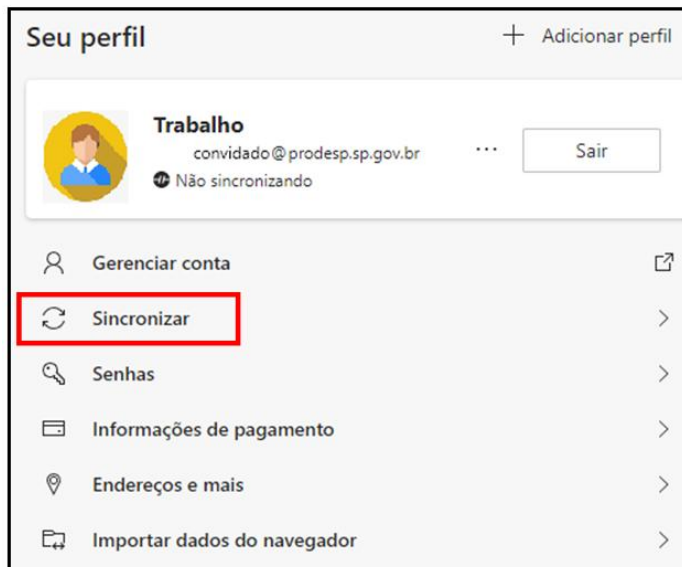 Seu perfil
Adicionar perfil
Trabalho
convidado@prodesp.sp.gov.br
... Sair
Não sincronizando
Gerenciar conta
Sincronizar
Senhas
Informações de pagamento
Endereços e mais
Importar dados do navegador